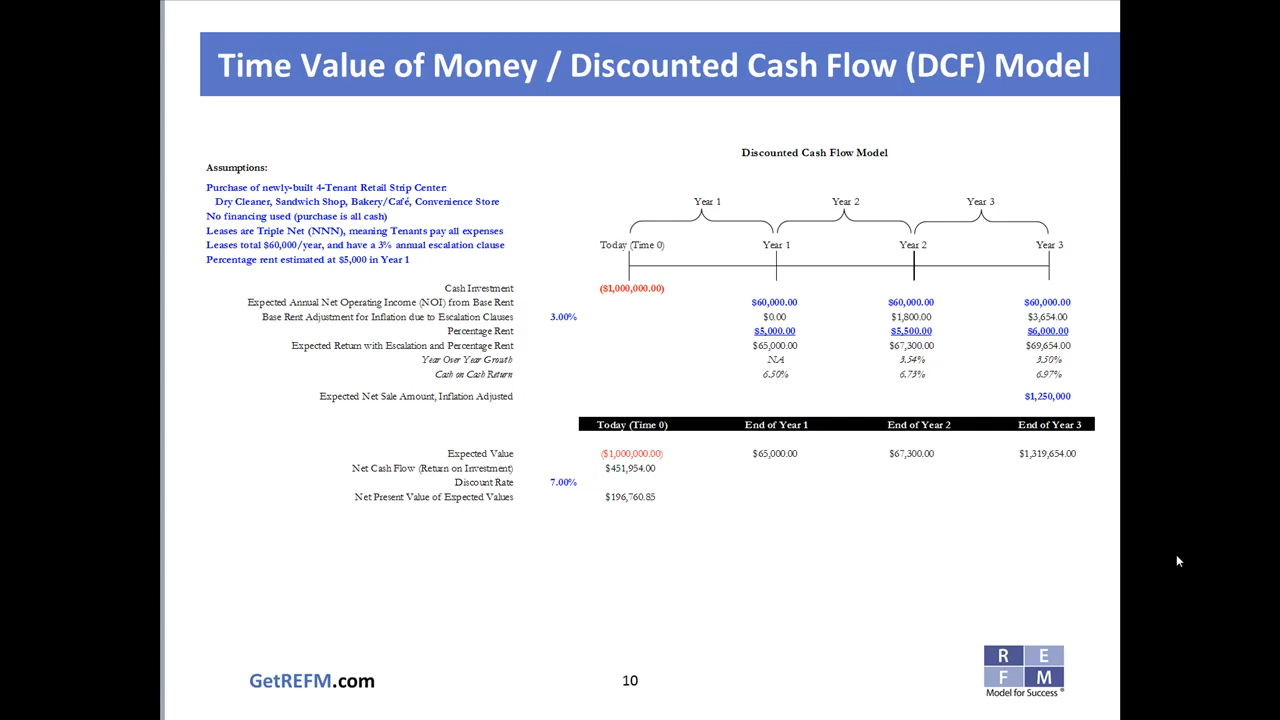 Time Value of Money / Discounted Cash Flow (DCF) Model
Discounted Cash Flow Model
Assumptions:
Purchase of newly-built 4-Tenant Retail Strip Center:
Dry Cleaner, Sandwich Shop, Bakery/Café, Convenience Store
No financing used (purchase is all cash)
Leases are Triple Net (NNN), meaning Tenants pay all expenses
Leases total $60,000/year, and have a 3% annual escalation clause
Percentage rent estimated at $5,000 in Year 1
Year 1 Year 2 Year 3
Today (Time 0) Year 1 Year 2 Year 3
Cash Investment ($1,000,000.00)
Expected Annual Net Operating Income (NOI) from Base Rent $60,000.00 $60,000.00 $60,000.00
Base Rent Adjustment for Inflation due to Escalation Clauses 3.00% $0.00 $1,800.00 $3,654.00
Percentage Rent $5,000.00 $5,500.00 $6,000.00
Expected Return with Escalation and Percentage Rent $65,000.00 $67,300.00 $69,654.00
Year Over Year Growth NA 3.54% 3.50%
Cash on Cash Return 6.50% 6.73% 6.97%
Expected Net Sale Amount, Inflation Adjusted $1,250,000
Today (Time 0) End of Year 1 End of Year 2 End of Year 3
Expected Value ($1,000,000.00) $65,000.00 $67,300.00 $1,319,654.00
Net Cash Flow (Return on Investment) $451,954.00
Discount Rate 7.00%
Net Present Value of Expected Values $196,760.85
GetREFM.com
10
R E
F M
Model for Success ®